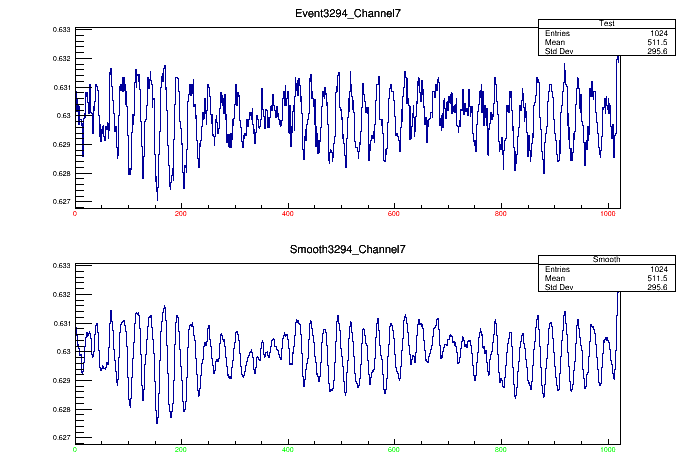 Event3294_Channel7
Test
Entries 1024
Mean 511.5
Std Dev 295.6
0.633
0.632
0.631
0.63
0.629
0.628
0.627
0 200 400 600 800 1000
Smooth3294_Channel7
Smooth
Entries 1024
Mean 511.5
Std Dev 295.6
0.633
0.632
0.631
0.63
0.629
0.628
0.627
0 200 400 600 800 1000